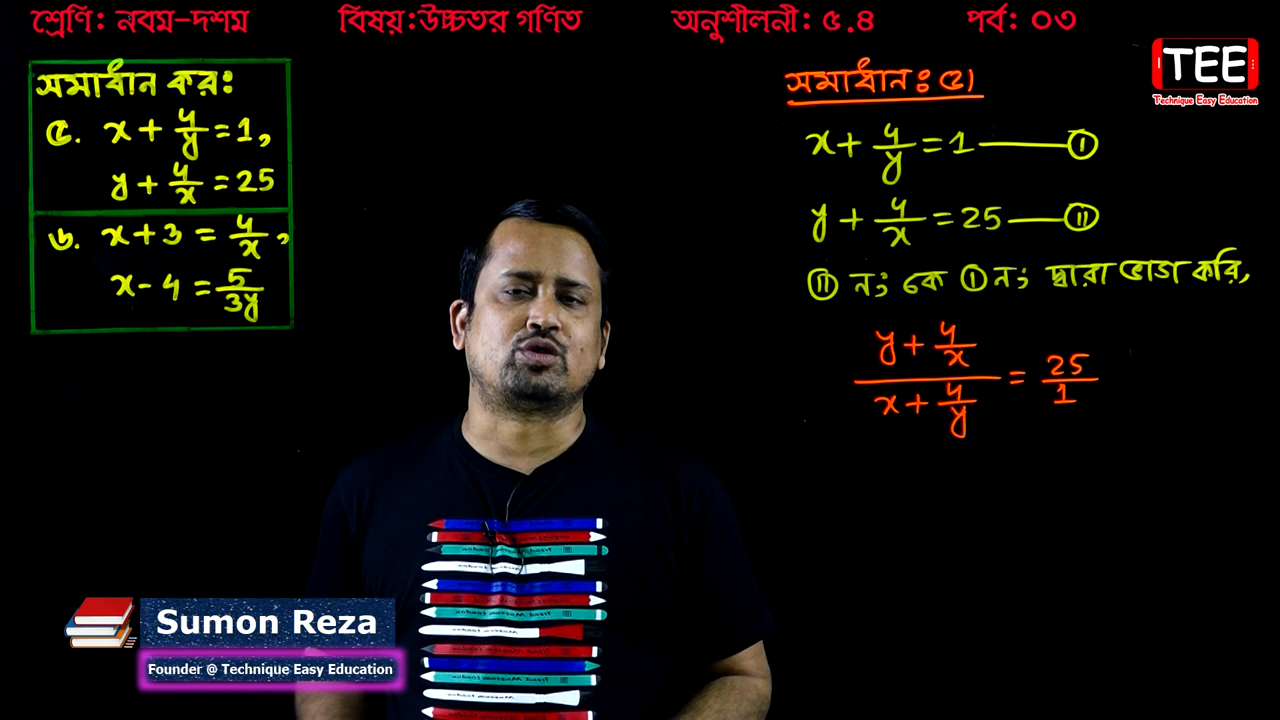 শ্রেণি: নবম-দশম বিষয়:উচ্চতর গণিত অনুশীলনী: ৫.৪ পর্ব: ০৩
TEE
Technique Easy Education
সমাধান কর:
৫. x + 4/y = 1,
y + 4/x = 25
৬. x + 3 = 4/x,
x - 4 = 5/3y
সমাধান: ৫।
x + 4/y = 1 — (i)
y + 4/x = 25 — (ii)
(ii) নং কে (i) নং দ্বারা ভাগ করি,
(y + 4/x)/(x + 4/y) = 25/1
Sumon Reza
Founder @ Technique Easy Education